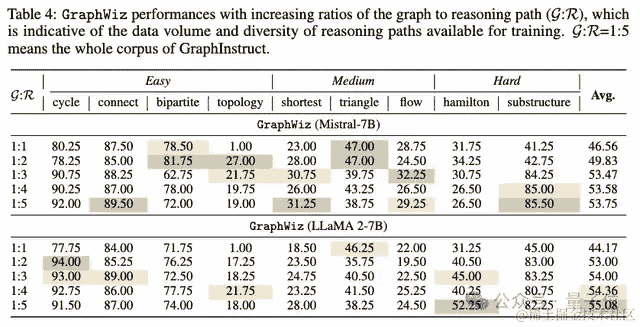 Table 4: GraphWiz performances with increasing ratios of the graph to reasoning path (G:R), which
is indicative of the data volume and diversity of reasoning paths available for training. G:R=1:5
means the whole corpus of GraphInstruct.
G:R Easy Medium Hard Avg.
cycle connect bipartite topology shortest triangle flow hamilton substructure
GraphWiz (Mistral-7B)
1:1 80.25 87.50 78.50 1.00 23.00 47.00 28.75 31.75 41.25 46.56
1:2 78.25 85.00 81.75 27.00 28.00 47.00 24.50 34.25 42.75 49.83
1:3 90.75 88.25 62.75 21.75 30.75 39.75 32.25 30.75 84.25 53.47
1:4 90.25 87.00 78.00 19.75 26.00 43.25 26.50 26.50 85.00 53.58
1:5 92.00 89.50 72.00 19.00 31.25 38.75 29.25 26.50 85.50 53.75
GraphWiz (LLaMA 2-7B)
1:1 77.75 84.00 71.75 1.00 18.50 46.25 22.00 31.25 45.00 44.17
1:2 94.00 85.25 76.25 17.25 23.50 35.75 19.50 40.50 83.00 52.77
1:3 93.00 89.00 72.50 18.25 24.75 40.50 22.50 45.00 83.25 54.00
1:4 92.75 86.00 77.75 21.75 23.25 41.50 25.25 40.25 80.75 54.36
1:5 91.50 87.00 74.00 18.00 28.00 38.25 24.50 52.25 82.25 55.08
@稀土掘金技术社区